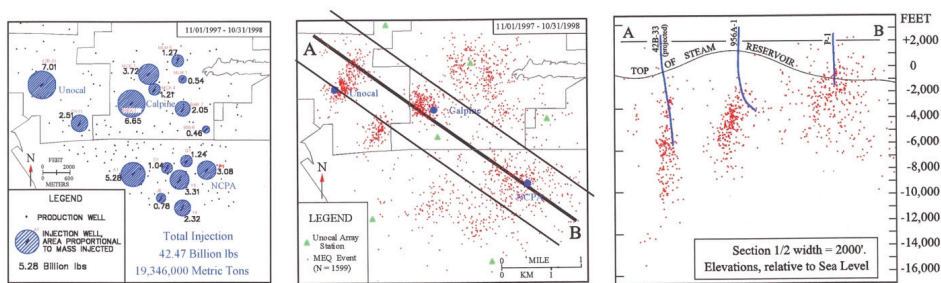 11/01/1997 - 10/31/1998
1.27
7.01
3.72
0.54
Unocal
1.21
Calpine
2.05
2.51
6.65
0.46
N
FEET
0 2000
METERS
1.24
1.04
5.28
3.08
NCPA
3.31
0.78
2.32
LEGEND
PRODUCTION WELL
INJECTION WELL,
AREA PROPORTIONAL
TO MASS INJECTED
5.28 Billion lbs
Total Injection
42.47 Billion lbs
19,346,000 Metric Tons
11/01/1997 - 10/31/1998
A
Unocal
Calpine
N
NCPA
B
LEGEND
Unocal Array
Station
MEQ Event
(N = 1599)
MILE
0 1
KM
0 1
FEET
A
42B-33
(projected)
956A-1
P-1
B
TOP OF STEAM RESERVOIR
+2,000
0
-2,000
-4,000
-6,000
-8,000
-10,000
-12,000
-14,000
-16,000
Section 1/2 width = 2000'.
Elevations, relative to Sea Level